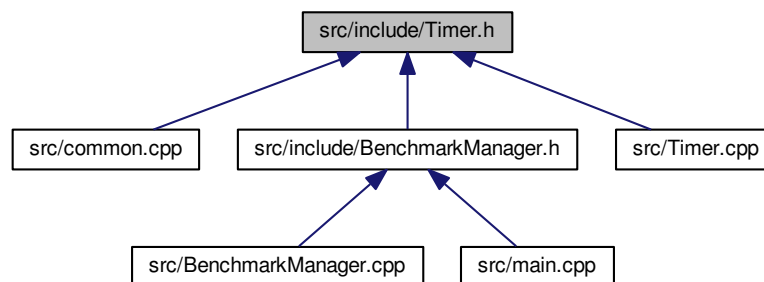 src/include/Timer.h
src/common.cpp
src/include/BenchmarkManager.h
src/Timer.cpp
src/BenchmarkManager.cpp
src/main.cpp